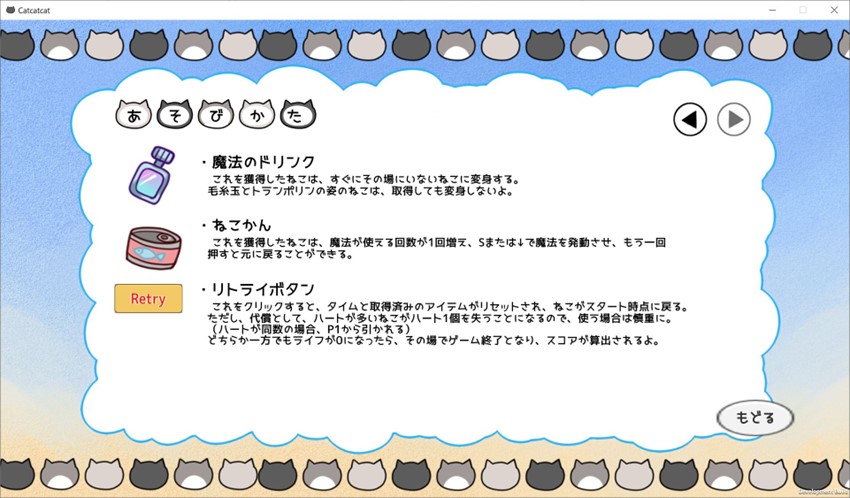 Catcatcat
あそびかた
・魔法のドリンク
これを獲得したねこは、すぐにその場にいないねこに変身する。
毛糸玉とトランポリンの姿のねこは、取得しても変身しないよ。
・ねこかん
これを獲得したねこは、魔法が使える回数が1回増え、Sまたは↓で魔法を発動させ、もう一回
押すと元に戻ることができる。
Retry
・リトライボタン
これをクリックすると、タイムと取得済みのアイテムがリセットされ、ねこがスタート時点に戻る。
ただし、代償として、ハートが多いねこがハート1個を失うことになるので、使う場合は慎重に。
（ハートが同数の場合、P1から引かれる）
どちらか一方でもライフが0になったら、その場でゲーム終了となり、スコアが算出されるよ。
もどる
Development Build